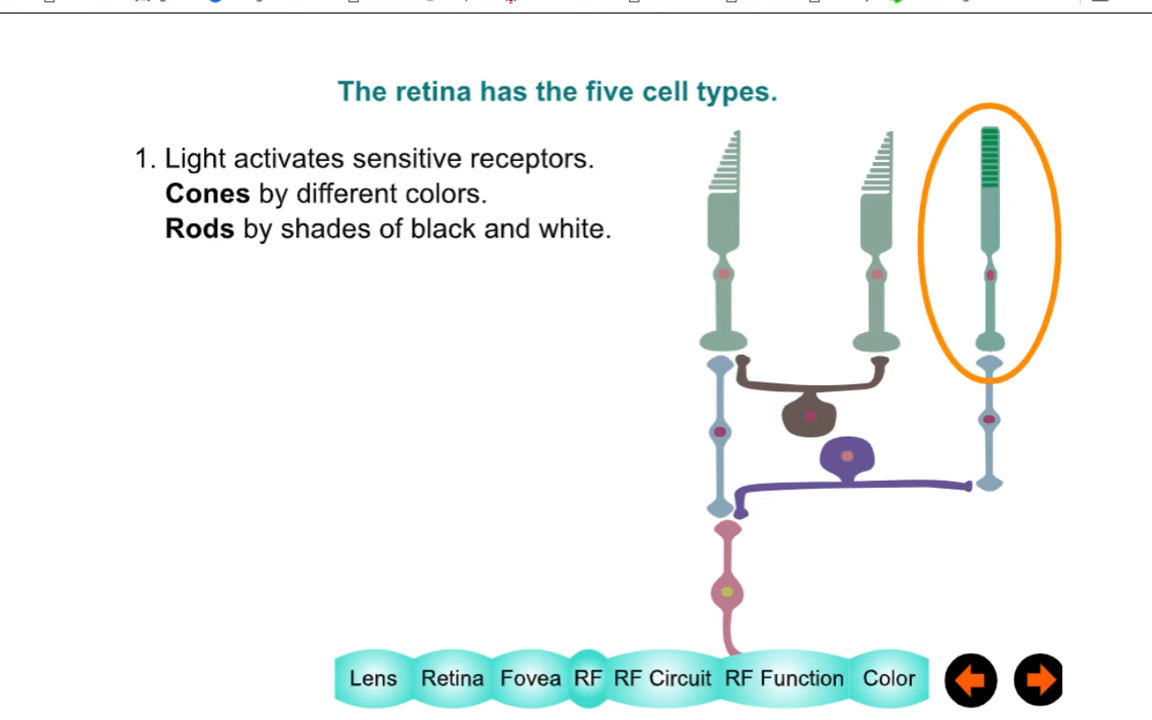 The retina has the five cell types.
1. Light activates sensitive receptors.
Cones by different colors.
Rods by shades of black and white.
Lens Retina Fovea RF RF Circuit RF Function Color